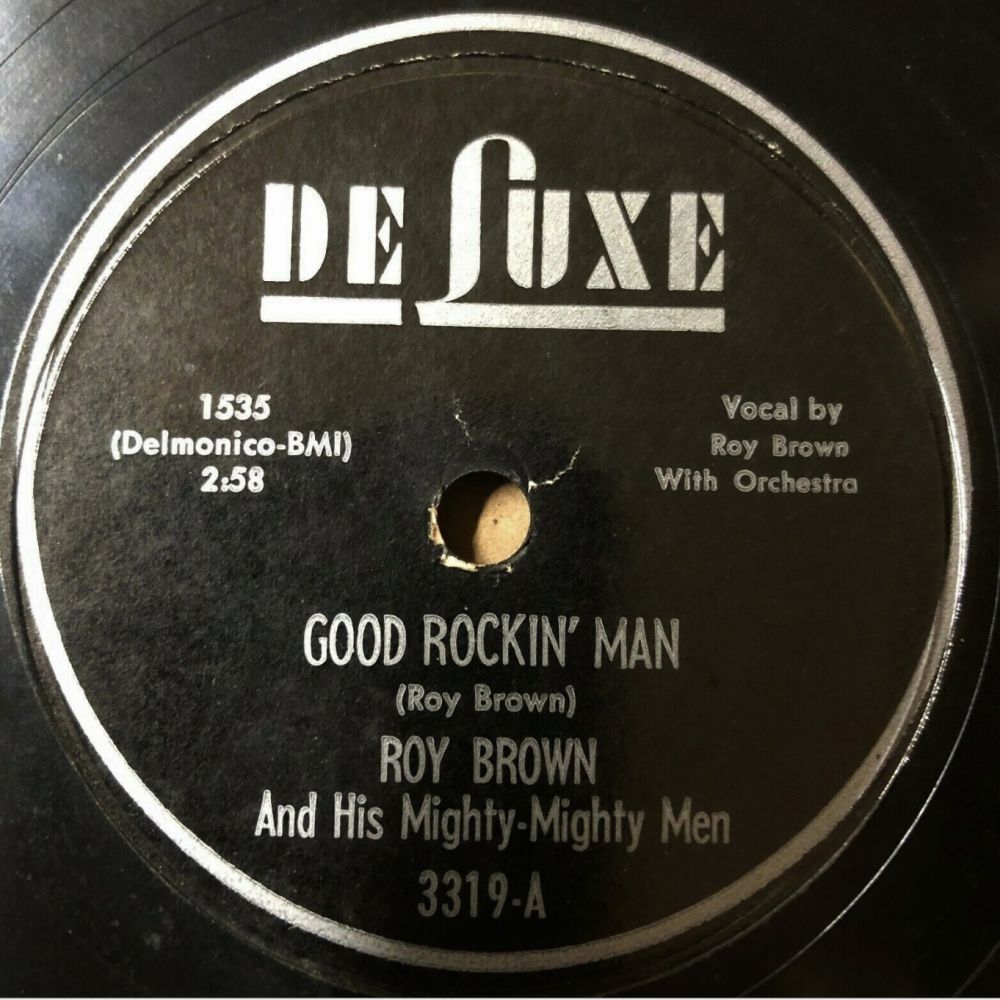 DE LUXE
1535
(Delmonico-BMI)
2:58
Vocal by
Roy Brown
With Orchestra
GOOD ROCKIN' MAN
(Roy Brown)
ROY BROWN
And His Mighty-Mighty Men
3319-A